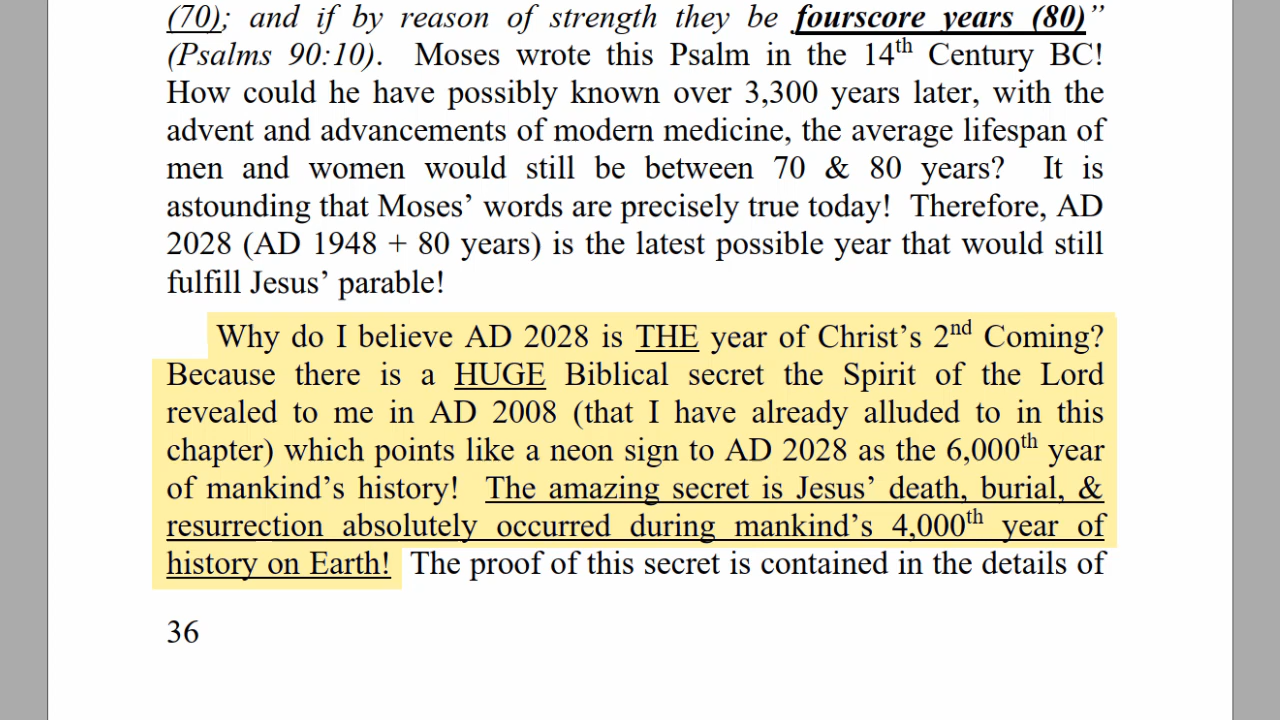 (70); and if by reason of strength they be fourscore years (80)”
(Psalms 90:10). Moses wrote this Psalm in the 14th Century BC!
How could he have possibly known over 3,300 years later, with the
advent and advancements of modern medicine, the average lifespan of
men and women would still be between 70 & 80 years? It is
astounding that Moses’ words are precisely true today! Therefore, AD
2028 (AD 1948 + 80 years) is the latest possible year that would still
fulfill Jesus’ parable!
Why do I believe AD 2028 is THE year of Christ’s 2nd Coming?
Because there is a HUGE Biblical secret the Spirit of the Lord
revealed to me in AD 2008 (that I have already alluded to in this
chapter) which points like a neon sign to AD 2028 as the 6,000th year
of mankind’s history! The amazing secret is Jesus’ death, burial, &
resurrection absolutely occurred during mankind’s 4,000th year of
history on Earth! The proof of this secret is contained in the details of
36